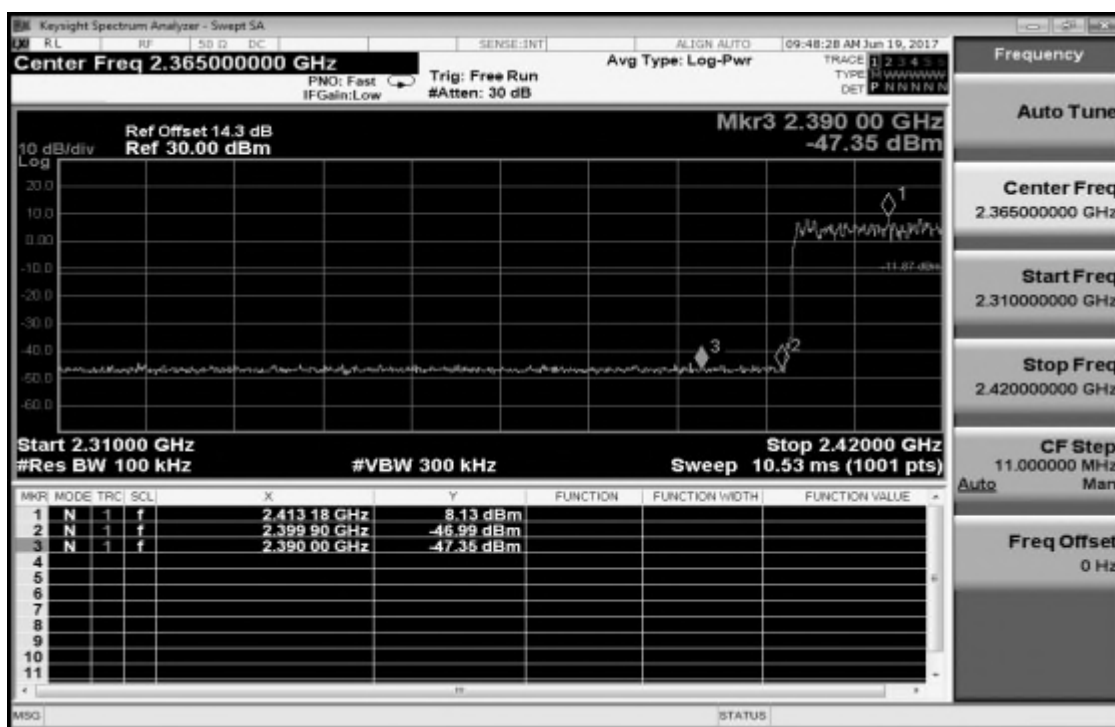 Keysight Spectrum Analyzer - Swept SA
RL RF 50 Ω DC SENSE:INT ALIGN AUTO 09:48:28 AM Jun 19, 2017
Center Freq 2.365000000 GHz
PNO: Fast
IFGain:Low
Trig: Free Run
#Atten: 30 dB
Avg Type: Log-Pwr
TRACE 1 2 3 4 5 6
TYPE M WWWWW
DET P N N N N N
Ref Offset 14.3 dB
10 dB/div Ref 30.00 dBm
Log
Mkr3 2.390 00 GHz
-47.35 dBm
20.0
10.0
0.00
-10.0
-20.0
-30.0
-40.0
-50.0
-60.0
1
-11.87 dBm
3
2
Start 2.31000 GHz Stop 2.42000 GHz
#Res BW 100 kHz #VBW 300 kHz Sweep 10.53 ms (1001 pts)
MKR MODE TRC SCL X Y FUNCTION FUNCTION WIDTH FUNCTION VALUE
1 N 1 f 2.413 18 GHz 8.13 dBm
2 N 1 f 2.399 90 GHz -46.99 dBm
3 N 1 f 2.390 00 GHz -47.35 dBm
4
5
6
7
8
9
10
11
MSG STATUS
Frequency
Auto Tune
Center Freq
2.365000000 GHz
Start Freq
2.310000000 GHz
Stop Freq
2.420000000 GHz
CF Step
11.000000 MHz
Auto Man
Freq Offset
0 Hz